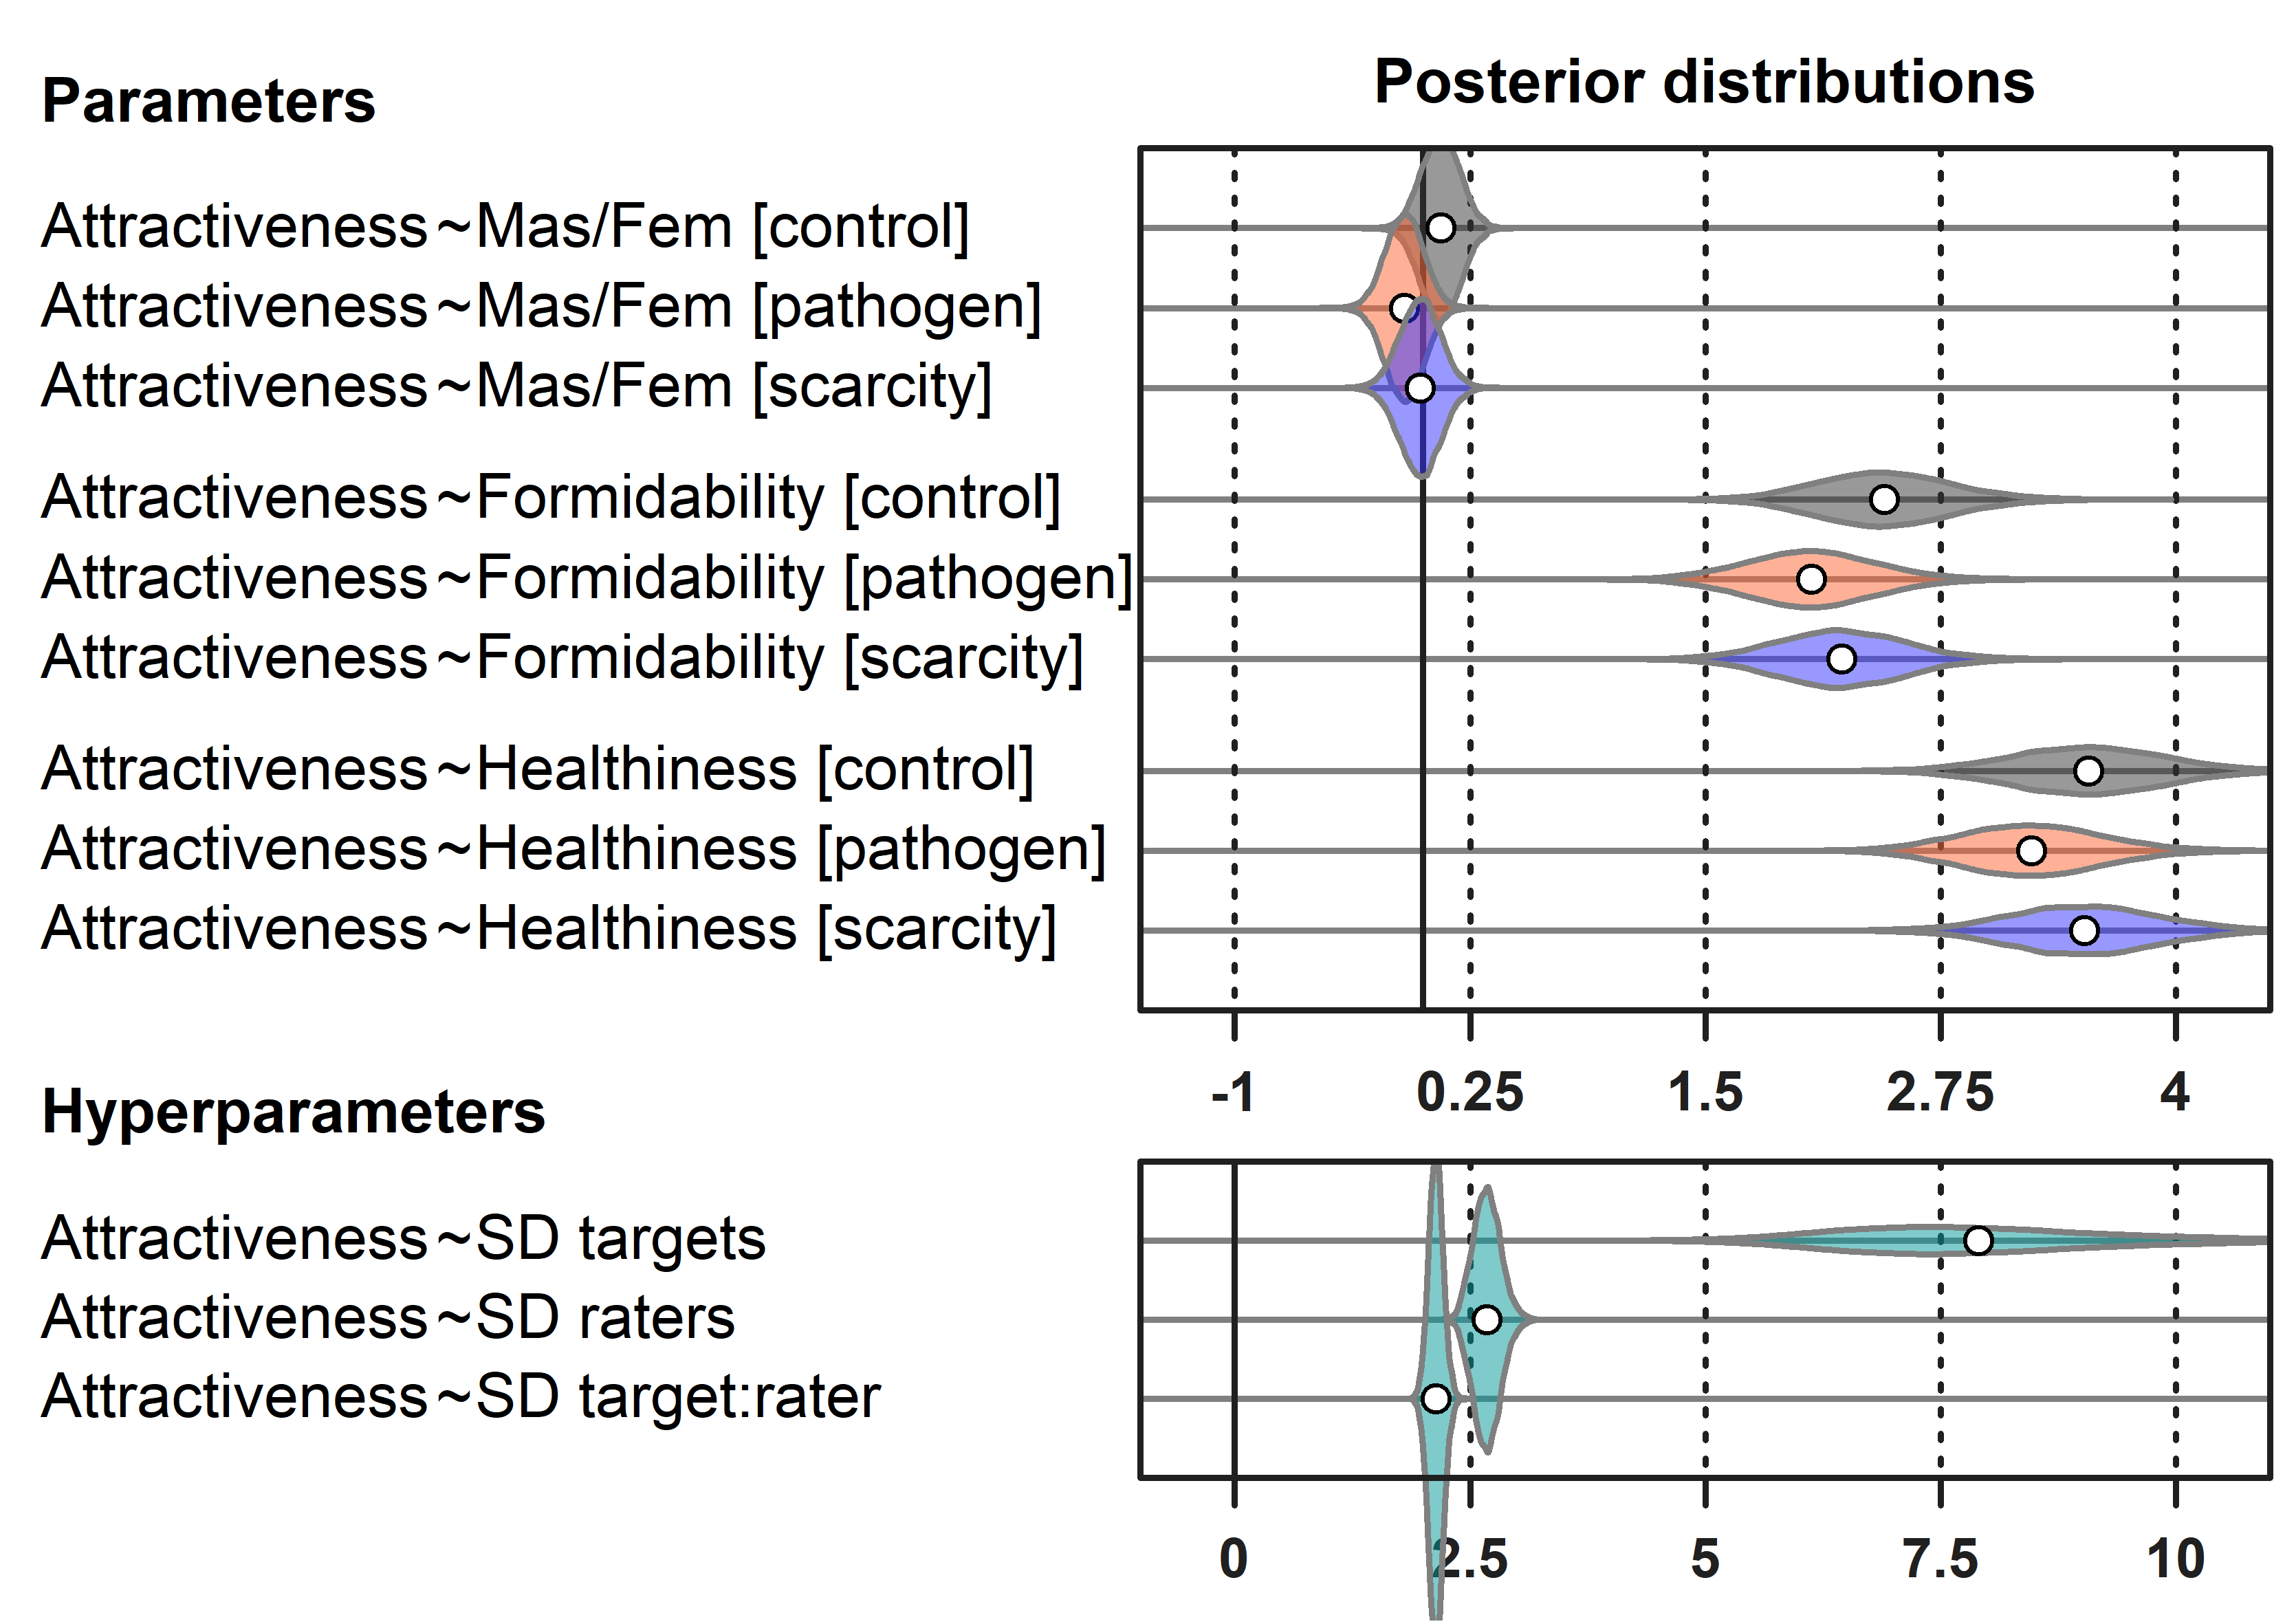 Posterior distributions
Parameters
Attractiveness~Mas/Fem [control]
Attractiveness~Mas/Fem [pathogen]
Attractiveness~Mas/Fem [scarcity]
Attractiveness~Formidability [control]
Attractiveness~Formidability [pathogen]
Attractiveness~Formidability [scarcity]
Attractiveness~Healthiness [control]
Attractiveness~Healthiness [pathogen]
Attractiveness~Healthiness [scarcity]
-1 0.25 1.5 2.75 4
Hyperparameters
Attractiveness~SD targets
Attractiveness~SD raters
Attractiveness~SD target:rater
0 2.5 5 7.5 10